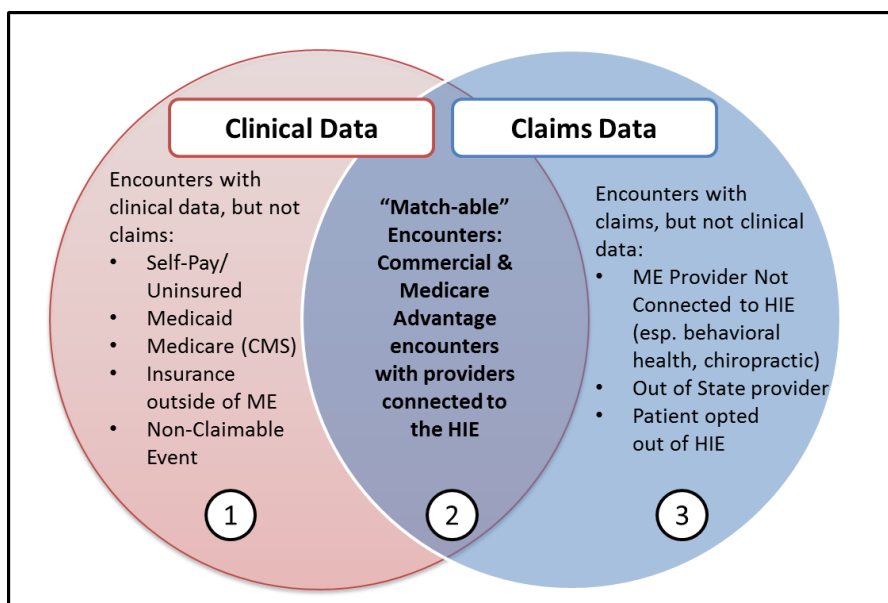 Clinical Data
Claims Data
Encounters with
clinical data, but not
claims:
• Self-Pay/
Uninsured
• Medicaid
• Medicare (CMS)
• Insurance
outside of ME
• Non-Claimable
Event
1
“Match-able”
Encounters:
Commercial &
Medicare
Advantage
encounters
with providers
connected to
the HIE
2
Encounters with
claims, but not clinical
data:
• ME Provider Not
Connected to HIE
(esp. behavioral
health, chiropractic)
• Out of State provider
• Patient opted
out of HIE
3